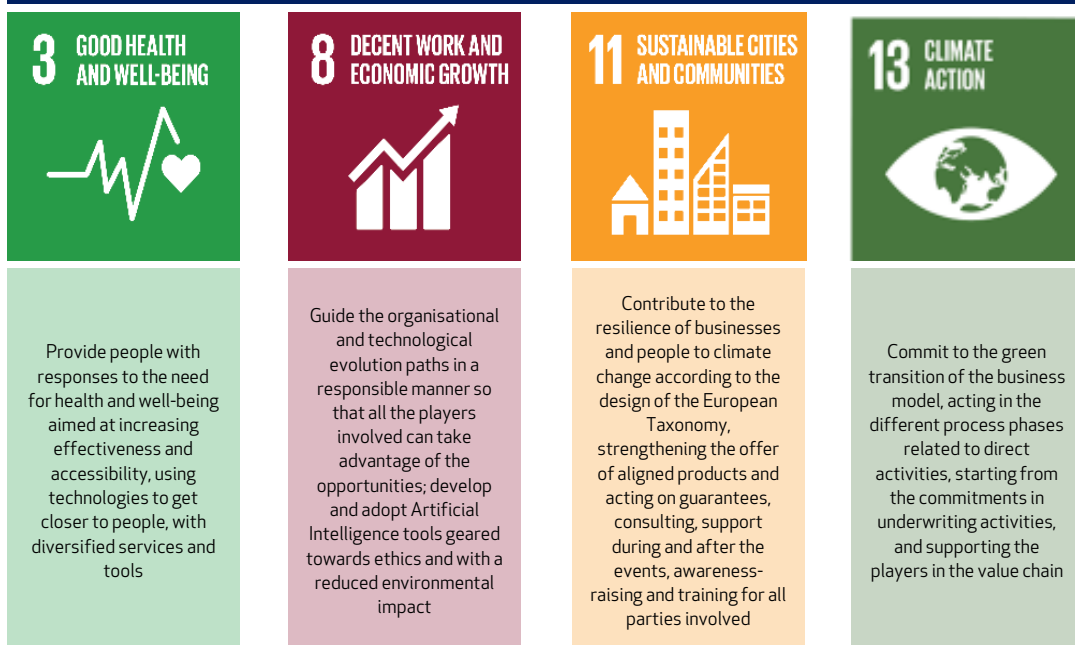 3 GOOD HEALTH
AND WELL-BEING
Provide people with
responses to the need
for health and well-being
aimed at increasing
effectiveness and
accessibility, using
technologies to get
closer to people, with
diversified services and
tools
8 DECENT WORK AND
ECONOMIC GROWTH
Guide the organisational
and technological
evolution paths in a
responsible manner so
that all the players
involved can take
advantage of the
opportunities; develop
and adopt Artificial
Intelligence tools geared
towards ethics and with a
reduced environmental
impact
11 SUSTAINABLE CITIES
AND COMMUNITIES
Contribute to the
resilience of businesses
and people to climate
change according to the
design of the European
Taxonomy,
strengthening the offer
of aligned products and
acting on guarantees,
consulting, support
during and after the
events, awareness-
raising and training for all
parties involved
13 CLIMATE
ACTION
Commit to the green
transition of the business
model, acting in the
different process phases
related to direct
activities, starting from
the commitments in
underwriting activities,
and supporting the
players in the value chain